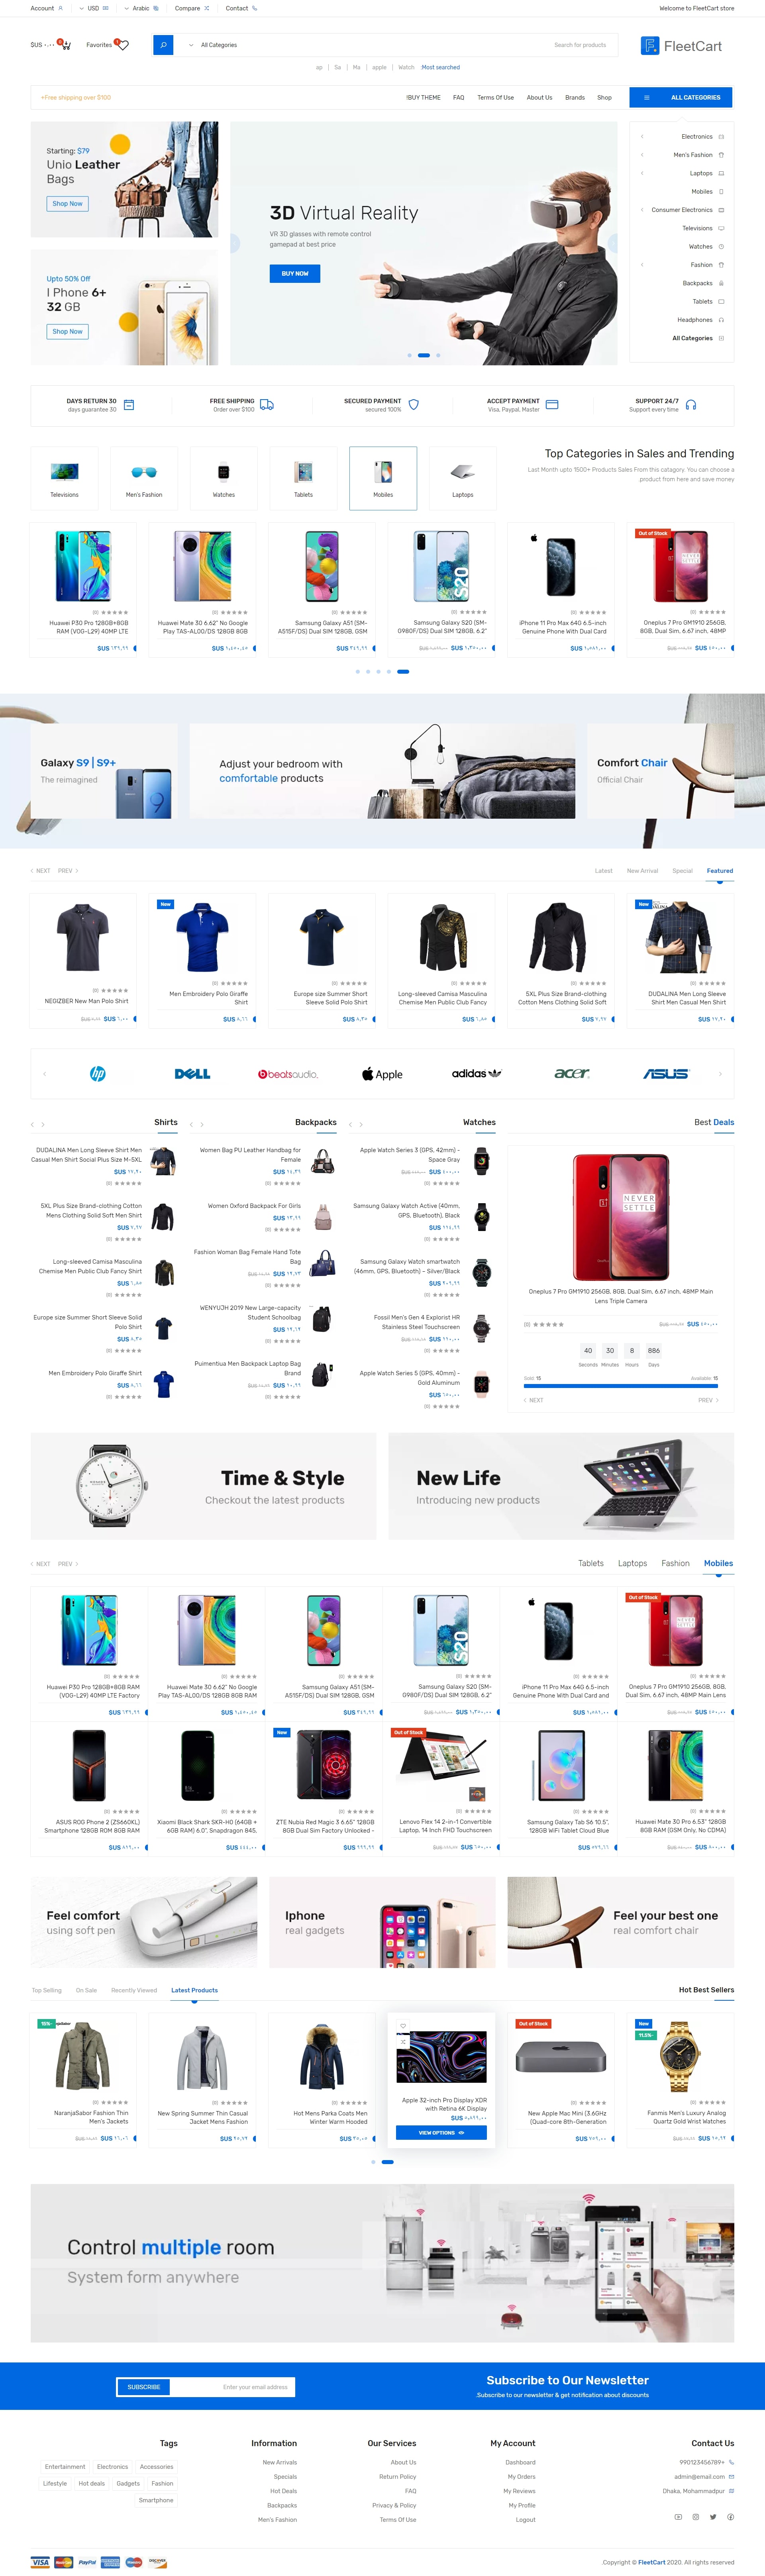 Account
USD
Arabic
Compare
Contact
Welcome to FleetCart store
$US ٠.٠٠
0
Favorites
1
All Categories
Search for products
FleetCart
ap | Sa | Ma | apple | Watch :Most searched
+Free shipping over $100
!BUY THEME
FAQ
Terms Of Use
About Us
Brands
Shop
ALL CATEGORIES
Starting: $79
Unio Leather
Bags
Shop Now
Upto 50% Off
I Phone 6+
32 GB
Shop Now
3D Virtual Reality
VR 3D glasses with remote control
gamepad at best price
BUY NOW
Electronics
Men's Fashion
Laptops
Mobiles
Consumer Electronics
Televisions
Watches
Fashion
Backpacks
Tablets
Headphones
All Categories
DAYS RETURN 30
days guarantee 30
FREE SHIPPING
Order over $100
SECURED PAYMENT
secured 100%
ACCEPT PAYMENT
Visa, Paypal, Master
SUPPORT 24/7
Support every time
Televisions
Men's Fashion
Watches
Tablets
Mobiles
Laptops
Top Categories in Sales and Trending
Last Month upto 1500+ Products Sales From this catagory. You can choose a
product from here and save money
Huawei P30 Pro 128GB+8GB
RAM (VOG-L29) 40MP LTE
Huawei Mate 30 6.62" No Google
Play TAS-AL00/DS 128GB 8GB
Samsung Galaxy A51 (SM-
A515F/DS) Dual SIM 128GB, GSM
Samsung Galaxy S20 (SM-
G980F/DS) Dual SIM 128GB, 6.2"
iPhone 11 Pro Max 64G 6.5-inch
Genuine Phone With Dual Card
Out of Stock
Oneplus 7 Pro GM1910 256GB,
8GB, Dual Sim, 6.67 inch, 48MP
Galaxy S9 | S9+
The reimagined
Adjust your bedroom with
comfortable products
Comfort Chair
Official Chair
NEXT PREV
Latest
New Arrival
Special
Featured
NEGIZBER New Man Polo Shirt
New
Men Embroidery Polo Giraffe
Shirt
Europe size Summer Short
Sleeve Solid Polo Shirt
Long-sleeved Camisa Masculina
Chemise Men Public Club Fancy
5XL Plus Size Brand-clothing
Cotton Mens Clothing Solid Soft
New
DUDALINA Men Long Sleeve
Shirt Men Casual Men Shirt
hp
DELL
beatsaudio
Apple
adidas
acer
ASUS
Shirts
DUDALINA Men Long Sleeve Shirt Men
Casual Men Shirt Social Plus Size M-5XL
5XL Plus Size Brand-clothing Cotton
Mens Clothing Solid Soft Men Shirt
Long-sleeved Camisa Masculina
Chemise Men Public Club Fancy Shirt
Europe size Summer Short Sleeve Solid
Polo Shirt
Men Embroidery Polo Giraffe Shirt
Backpacks
Women Bag PU Leather Handbag for
Female
Women Oxford Backpack For Girls
Fashion Woman Bag Female Hand Tote
Bag
WENYUJH 2019 New Large-capacity
Student Schoolbag
Puimentiua Men Backpack Laptop Bag
Brand
Watches
Apple Watch Series 3 (GPS, 42mm) –
Space Gray
Samsung Galaxy Watch Active (40mm,
GPS, Bluetooth), Black
Samsung Galaxy Watch smartwatch
(46mm, GPS, Bluetooth) – Silver/Black
Fossil Men's Gen 4 Explorist HR
Stainless Steel Touchscreen
Apple Watch Series 5 (GPS, 40mm) –
Gold Aluminum
Best Deals
NEVER
SETTLE
Oneplus 7 Pro GM1910 256GB, 8GB, Dual Sim, 6.67 inch, 48MP Main
Lens Triple Camera
40 30 8 886
Seconds Minutes Hours Days
Sold: 15
Available: 15
NEXT
PREV
Time & Style
Checkout the latest products
New Life
Introducing new products
NEXT PREV
Tablets
Laptops
Fashion
Mobiles
Huawei P30 Pro 128GB+8GB RAM
(VOG-L29) 40MP LTE Factory
Huawei Mate 30 6.62" No Google
Play TAS-AL00/DS 128GB 8GB RAM
Samsung Galaxy A51 (SM-
A515F/DS) Dual SIM 128GB, GSM
Samsung Galaxy S20 (SM-
G980F/DS) Dual SIM 128GB, 6.2"
iPhone 11 Pro Max 64G 6.5-inch
Genuine Phone With Dual Card and
Out of Stock
Oneplus 7 Pro GM1910 256GB, 8GB,
Dual Sim, 6.67 inch, 48MP Main Lens
ASUS ROG Phone 2 (ZS660KL)
Smartphone 128GB ROM 8GB RAM
Xiaomi Black Shark SKR-H0 (64GB +
6GB RAM) 6.0", Snapdragon 845,
New
ZTE Nubia Red Magic 3 6.65" 128GB
8GB Dual Sim Factory Unlocked -
Out of Stock
Lenovo Flex 14 2-in-1 Convertible
Laptop, 14 Inch FHD Touchscreen
Samsung Galaxy Tab S6 10.5",
128GB WiFi Tablet Cloud Blue
Huawei Mate 30 Pro 6.53" 128GB
8GB RAM (GSM Only, No CDMA)
Feel comfort
using soft pen
Iphone
real gadgets
Feel your best one
real comfort chair
Top Selling
On Sale
Recently Viewed
Latest Products
Hot Best Sellers
15%-
NaranjaSabor Fashion Thin
Men's Jackets
New Spring Summer Thin Casual
Jacket Mens Fashion
Hot Mens Parka Coats Men
Winter Warm Hooded
Apple 32-inch Pro Display XDR
with Retina 6K Display
VIEW OPTIONS
Out of Stock
New Apple Mac Mini (3.6GHz
(Quad-core 8th-Generation
New
11.5%-
Fanmis Men's Luxury Analog
Quartz Gold Wrist Watches
Control multiple room
System form anywhere
SUBSCRIBE
Enter your email address
Subscribe to Our Newsletter
.Subscribe to our newsletter & get notification about discounts
Tags
Entertainment
Electronics
Accessories
Lifestyle
Hot deals
Gadgets
Fashion
Smartphone
Information
New Arrivals
Specials
Hot Deals
Backpacks
Men's Fashion
Our Services
About Us
Return Policy
FAQ
Privacy & Policy
Terms Of Use
My Account
Dashboard
My Orders
My Reviews
My Profile
Logout
Contact Us
990123456789+
admin@email.com
Dhaka, Mohammadpur
VISA
PayPal
DISCOVER
.Copyright © FleetCart 2020. All rights reserved